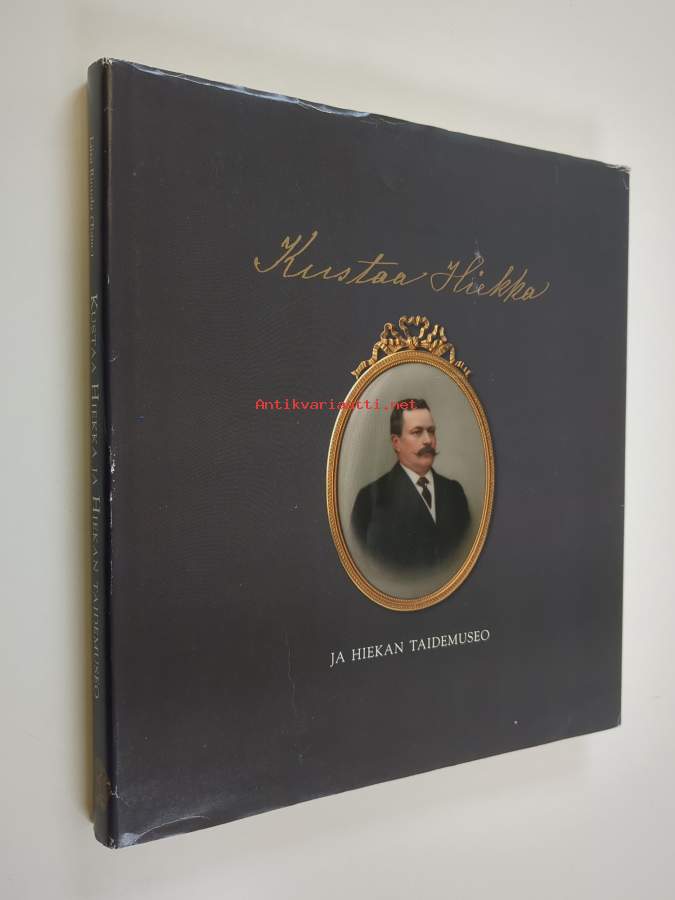 Kustaa Hiekka
Antikvariaatti.net
JA HIEKAN TAIDEMUSEO
KUSTAA HIEKKA JA HIEKAN TAIDEMUSEO